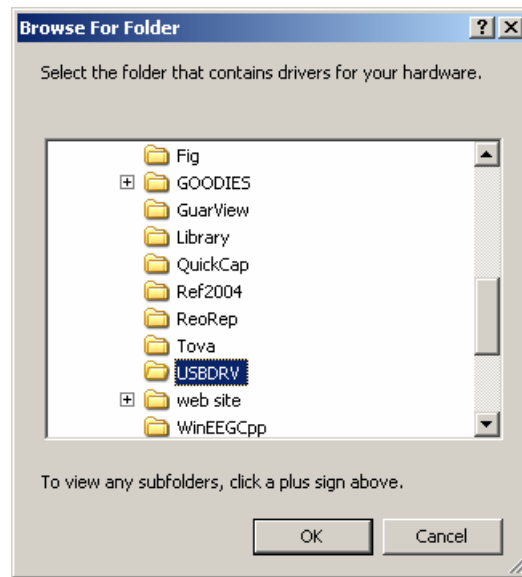 Browse For Folder
Select the folder that contains drivers for your hardware.
Fig
GOODIES
GuarView
Library
QuickCap
Ref2004
ReoRep
Tova
USBDRV
web site
WinEEGCpp
To view any subfolders, click a plus sign above.
OK Cancel